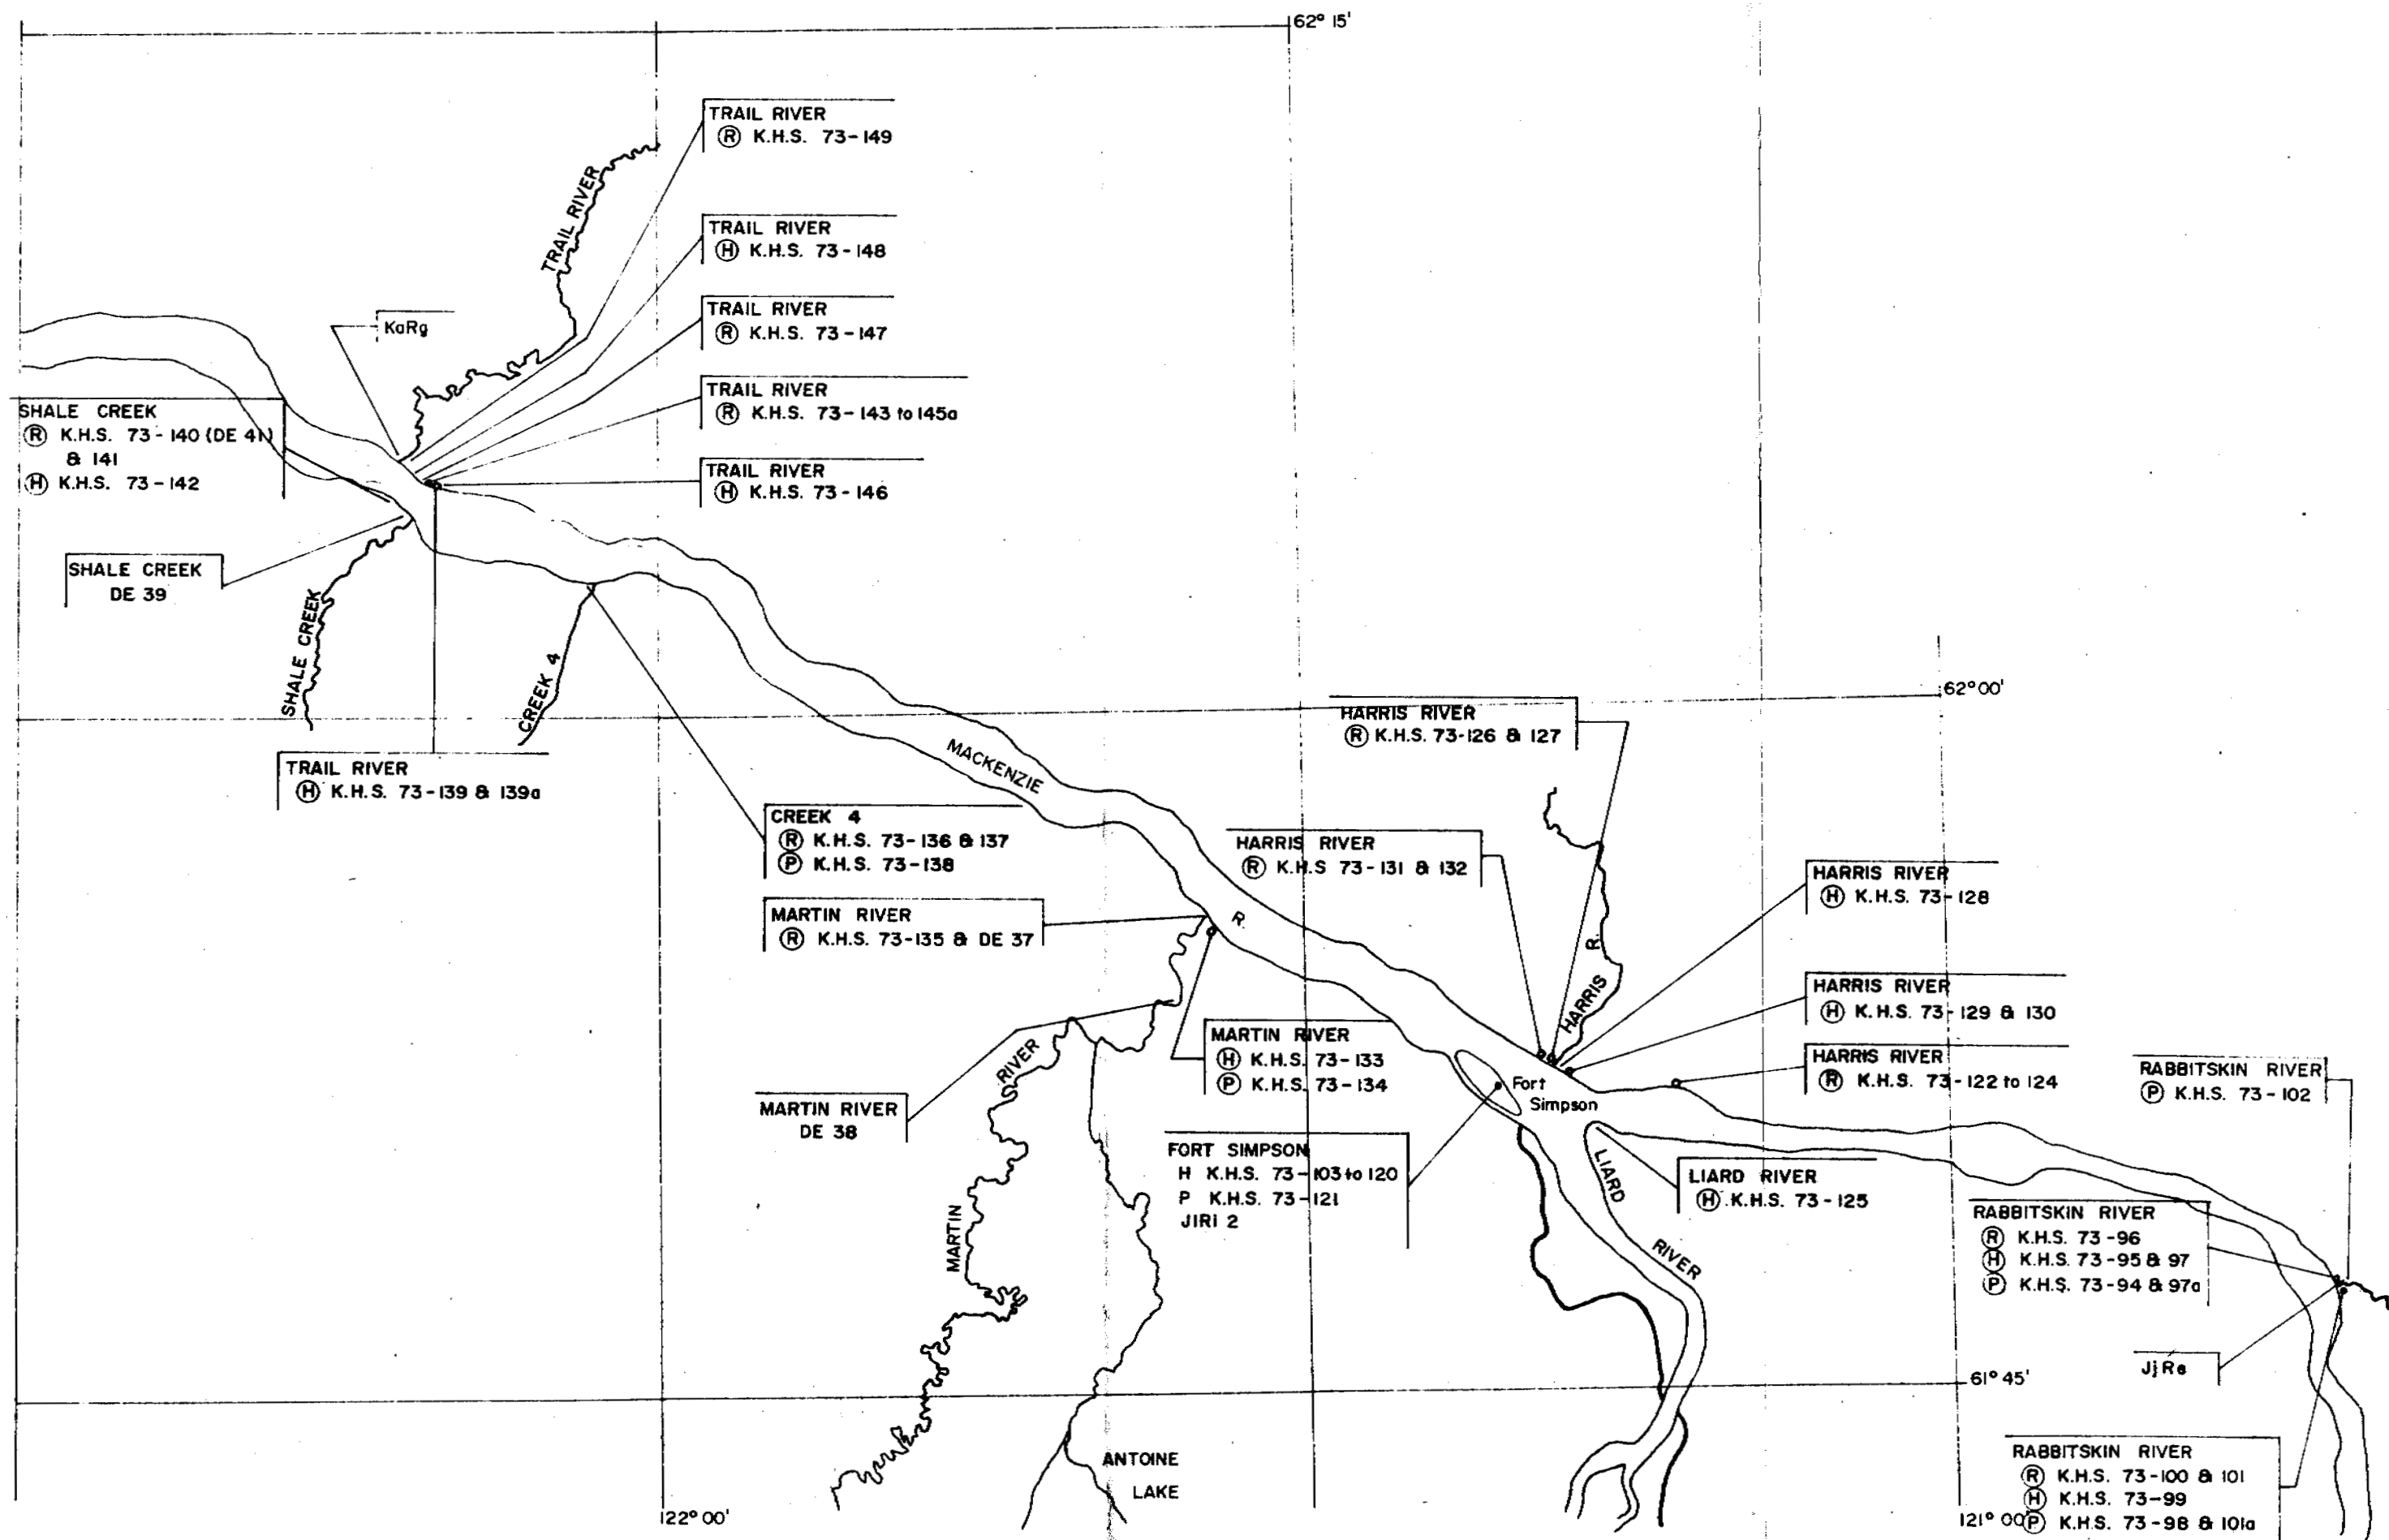 62° 15'
TRAIL RIVER
Ⓡ K.H.S. 73-149
TRAIL RIVER
TRAIL RIVER
Ⓗ K.H.S. 73-148
TRAIL RIVER
Ⓡ K.H.S. 73-147
KaRg
TRAIL RIVER
Ⓡ K.H.S. 73-143 to 145a
SHALE CREEK
Ⓡ K.H.S. 73-140 (DE 41)
& 141
Ⓗ K.H.S. 73-142
TRAIL RIVER
Ⓗ K.H.S. 73-146
SHALE CREEK
DE 39
SHALE CREEK
CREEK 4
62° 00'
HARRIS RIVER
Ⓡ K.H.S. 73-126 & 127
TRAIL RIVER
Ⓗ K.H.S. 73-139 & 139a
MACKENZIE
R.
CREEK 4
Ⓡ K.H.S. 73-136 & 137
Ⓟ K.H.S. 73-138
HARRIS RIVER
Ⓡ K.H.S 73-131 & 132
HARRIS RIVER
Ⓗ K.H.S. 73-128
MARTIN RIVER
Ⓡ K.H.S. 73-135 & DE 37
HARRIS R.
HARRIS RIVER
Ⓗ K.H.S. 73-129 & 130
MARTIN RIVER
Ⓗ K.H.S. 73-133
Ⓟ K.H.S. 73-134
HARRIS RIVER
Ⓡ K.H.S. 73-122 to 124
RABBITSKIN RIVER
Ⓟ K.H.S. 73-102
Fort
Simpson
MARTIN RIVER
DE 38
MARTIN RIVER
FORT SIMPSON
H K.H.S. 73-103 to 120
P K.H.S. 73-121
JIRI 2
LIARD RIVER
LIARD RIVER
Ⓗ K.H.S. 73-125
RABBITSKIN RIVER
Ⓡ K.H.S. 73-96
Ⓗ K.H.S. 73-95 & 97
Ⓟ K.H.S. 73-94 & 97a
JjRe
61° 45'
ANTOINE
LAKE
RABBITSKIN RIVER
Ⓡ K.H.S. 73-100 & 101
Ⓗ K.H.S. 73-99
Ⓟ K.H.S. 73-98 & 101a
122° 00'
121° 00'